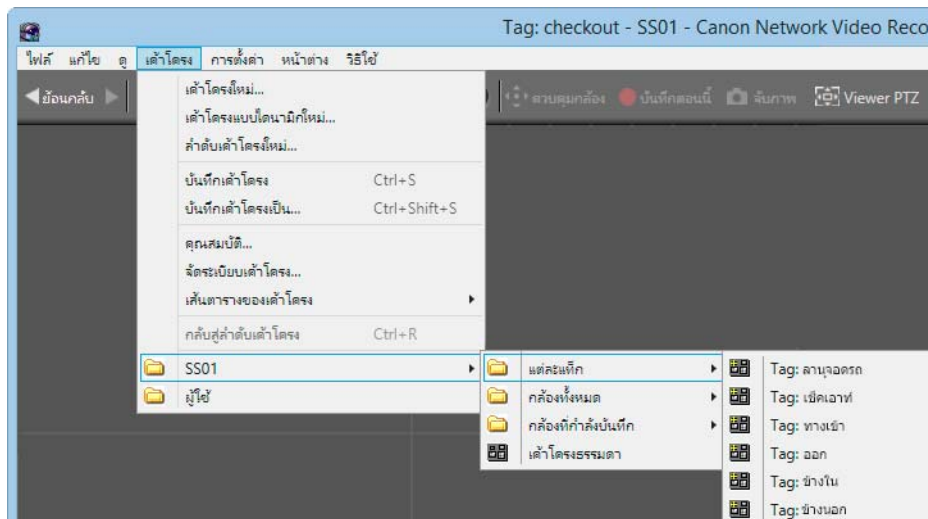 Tag: checkout - SS01 - Canon Network Video Reco
ไฟล์ แก้ไข ดู เค้าโครง การตั้งค่า หน้าต่าง วิธีใช้
ย้อนกลับ ควบคุมกล้อง บันทึกตอนนี้ จับภาพ Viewer PTZ
เค้าโครงใหม่...
เค้าโครงแบบไดนามิกใหม่...
ลำดับเค้าโครงใหม่...
บันทึกเค้าโครง Ctrl+S
บันทึกเค้าโครงเป็น... Ctrl+Shift+S
คุณสมบัติ...
จัดระเบียบเค้าโครง...
เส้นตารางของเค้าโครง
กลับสู่ลำดับเค้าโครง Ctrl+R
SS01
ผู้ใช้
แต่ละแท็ก
กล้องทั้งหมด
กล้องที่กำลังบันทึก
เค้าโครงธรรมดา
Tag: ลานจอดรถ
Tag: เช็คเอาท์
Tag: ทางเข้า
Tag: ออก
Tag: ข้างใน
Tag: ข้างนอก